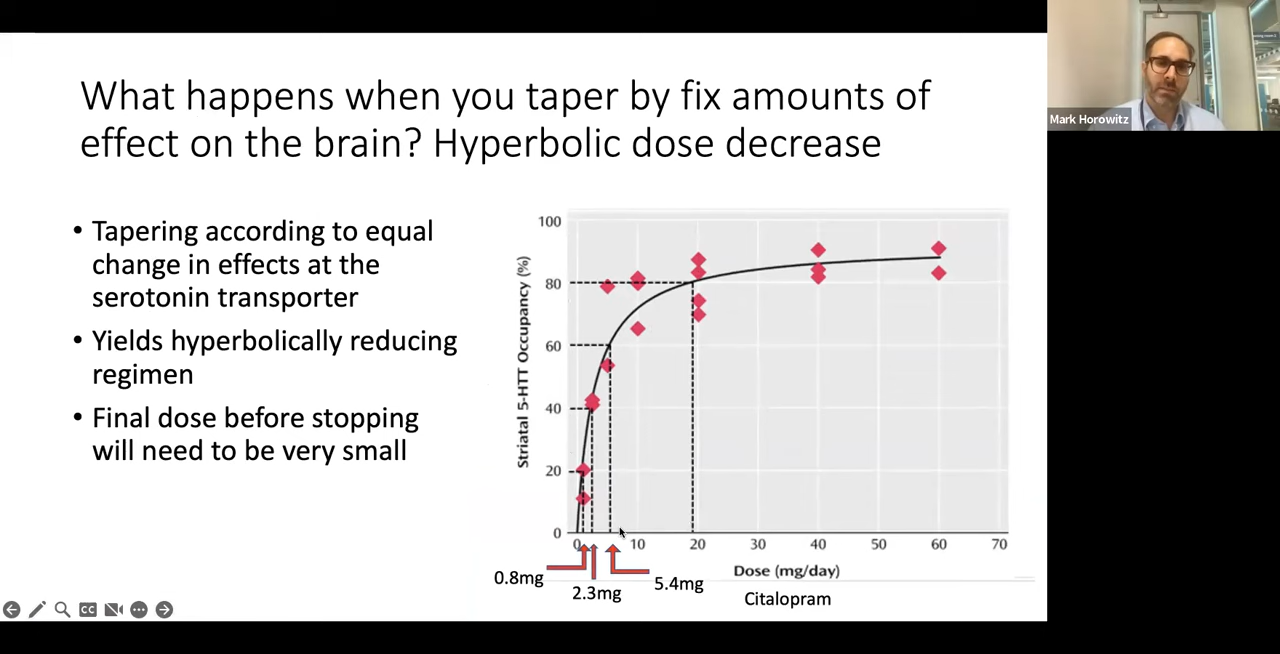 What happens when you taper by fix amounts of
effect on the brain? Hyperbolic dose decrease
• Tapering according to equal
change in effects at the
serotonin transporter
• Yields hyperbolically reducing
regimen
• Final dose before stopping
will need to be very small
Striatal 5-HTT Occupancy (%)
100
80
60
40
20
0
0 10 20 30 40 50 60 70
Dose (mg/day)
0.8mg
2.3mg
5.4mg
Citalopram
CC
Mark Horowitz